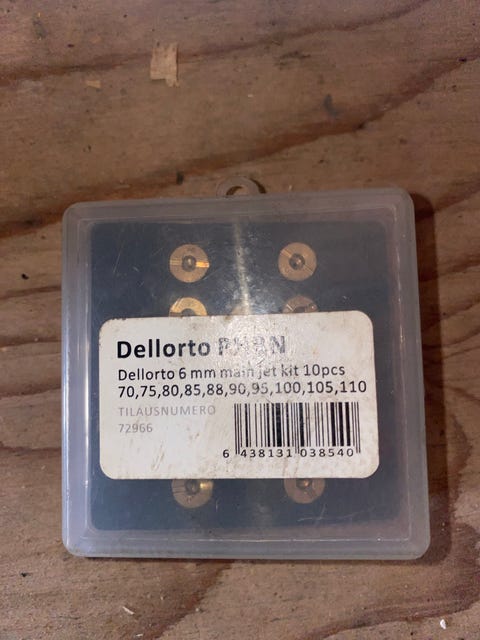 Dellorto PHBN
Dellorto 6 mm main jet kit 10pcs
70,75,80,85,88,90,95,100,105,110
TILAUSNUMERO
72966
6 438131 038540